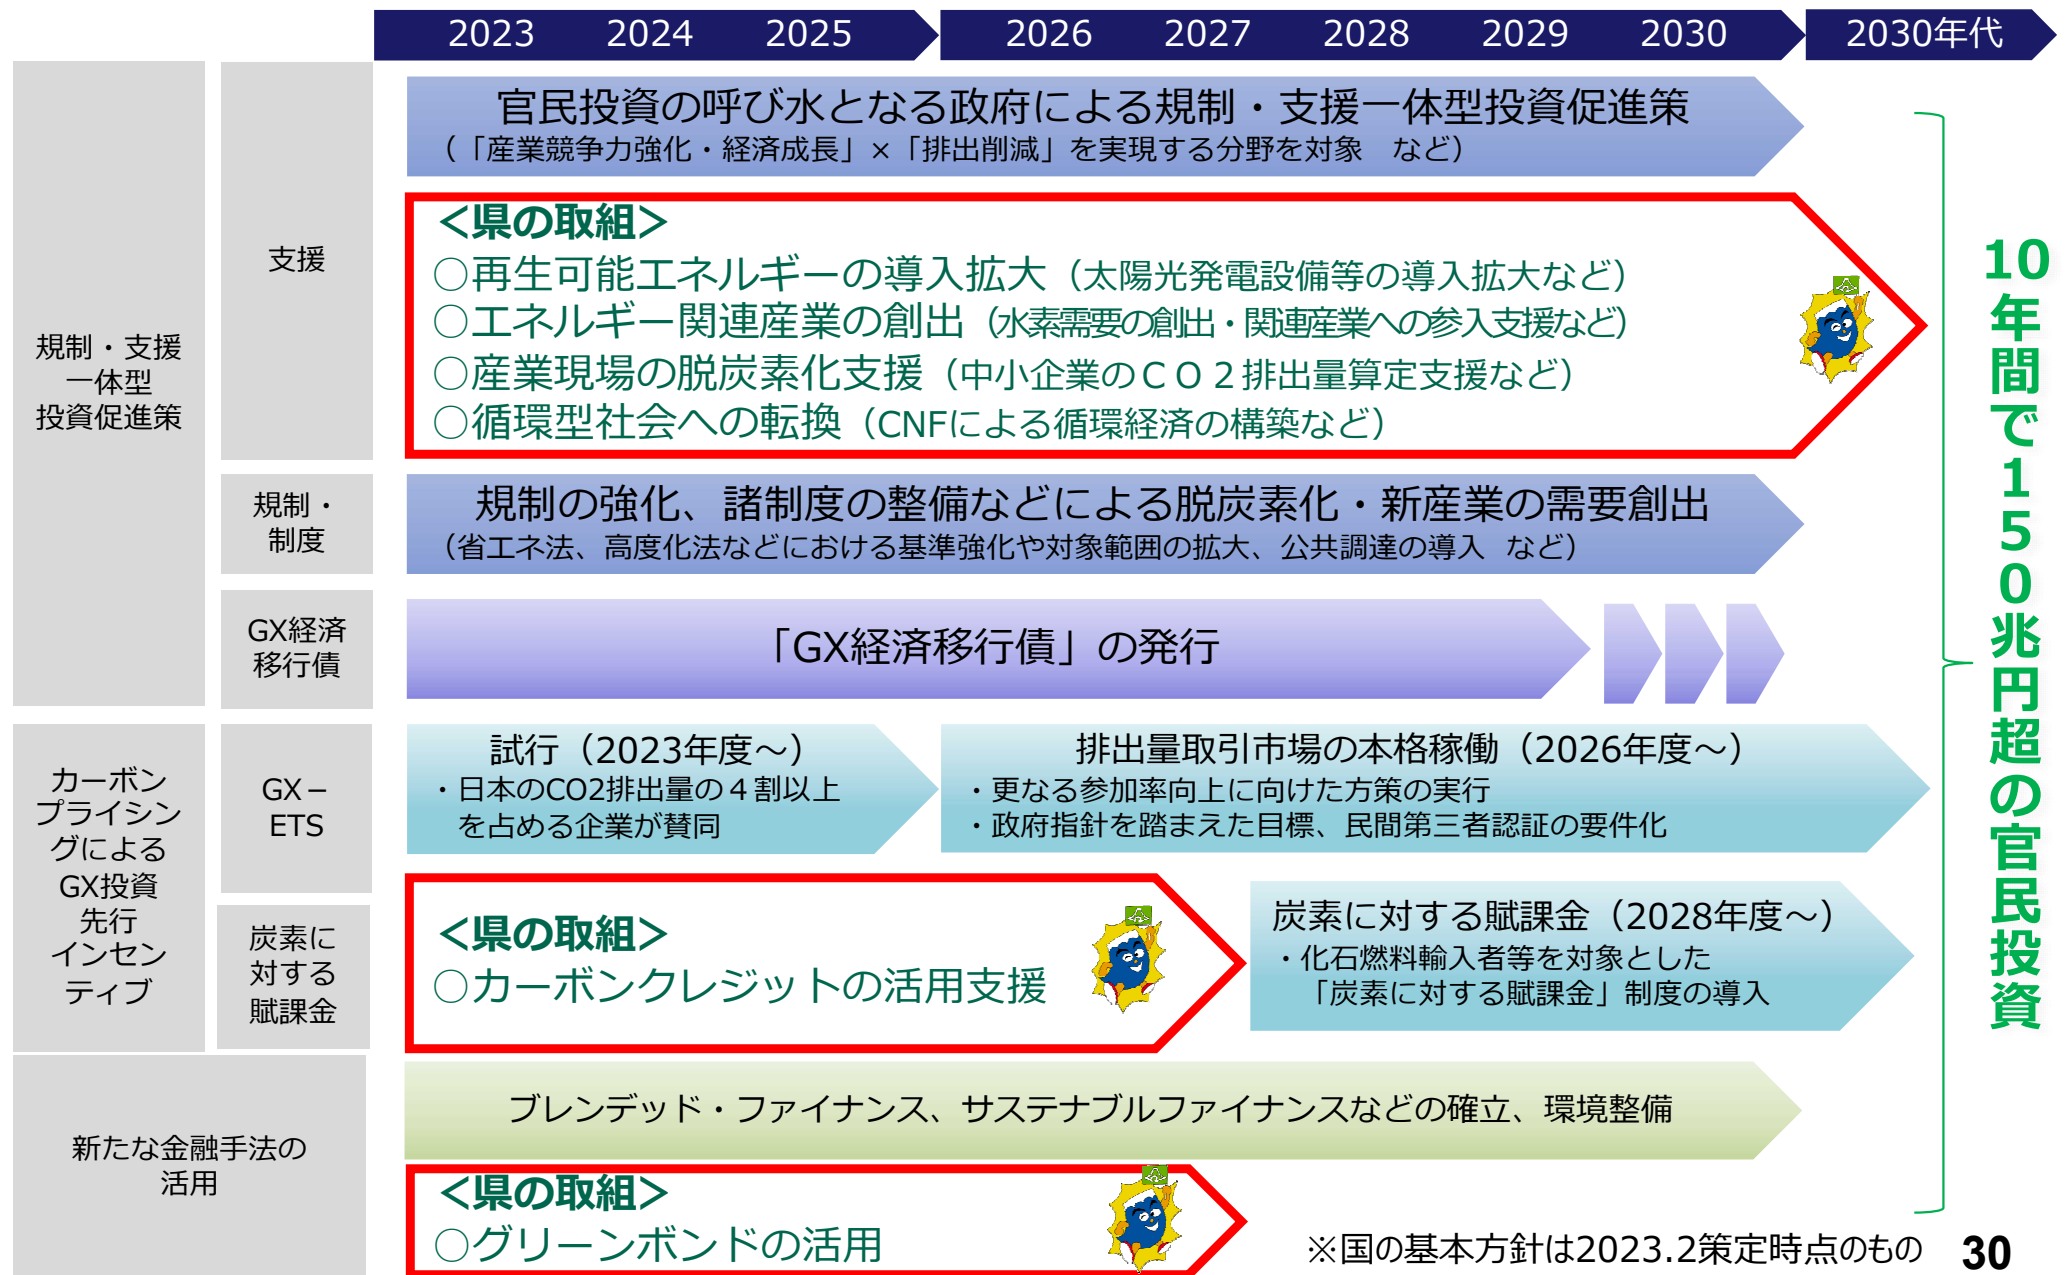 2023 2024 2025 2026 2027 2028 2029 2030 2030年代
規制・支援
一体型
投資促進策
支援
官民投資の呼び水となる政府による規制・支援一体型投資促進策
（「産業競争力強化・経済成長」×「排出削減」を実現する分野を対象　など）
＜県の取組＞
○再生可能エネルギーの導入拡大（太陽光発電設備等の導入拡大など）
○エネルギー関連産業の創出（水素需要の創出・関連産業への参入支援など）
○産業現場の脱炭素化支援（中小企業のＣＯ２排出量算定支援など）
○循環型社会への転換（CNFによる循環経済の構築など）
規制・
制度
規制の強化、諸制度の整備などによる脱炭素化・新産業の需要創出
（省エネ法、高度化法などにおける基準強化や対象範囲の拡大、公共調達の導入 など）
GX経済
移行債
「GX経済移行債」の発行
カーボン
プライシン
グによる
GX投資
先行
インセン
ティブ
GX－
ETS
試行（2023年度～）
・日本のCO2排出量の４割以上
を占める企業が賛同
排出量取引市場の本格稼働（2026年度～）
・更なる参加率向上に向けた方策の実行
・政府指針を踏まえた目標、民間第三者認証の要件化
炭素に
対する
賦課金
＜県の取組＞
○カーボンクレジットの活用支援
炭素に対する賦課金（2028年度～）
・化石燃料輸入者等を対象とした
「炭素に対する賦課金」制度の導入
新たな金融手法の
活用
ブレンデッド・ファイナンス、サステナブルファイナンスなどの確立、環境整備
＜県の取組＞
○グリーンボンドの活用
10年間で150兆円超の官民投資
※国の基本方針は2023.2策定時点のもの
30